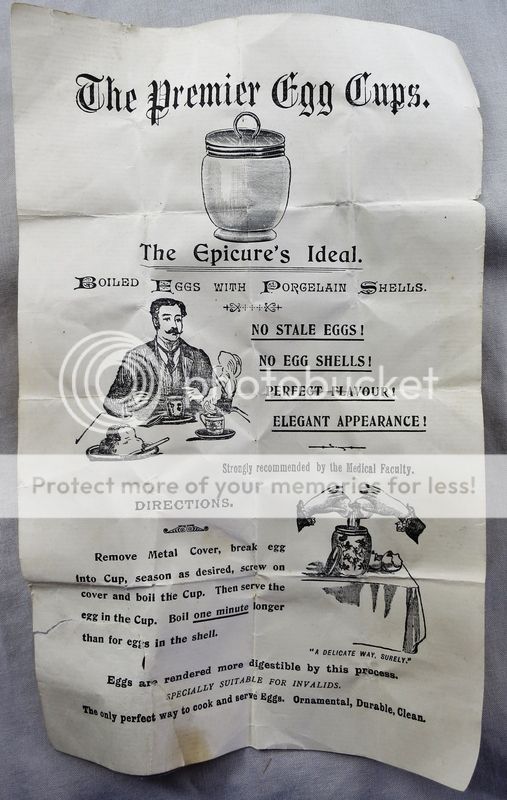 The Premier Egg Cups.
The Epicure's Ideal.
BOILED EGGS WITH PORCELAIN SHELLS.
NO STALE EGGS!
NO EGG SHELLS!
PERFECT FLAVOUR!
ELEGANT APPEARANCE!
photobucket
Strongly recommended by the Medical Faculty.
Protect more of your memories for less!
DIRECTIONS.
Remove Metal Cover, break egg
into Cup, season as desired, screw on
cover and boil the Cup. Then serve the
egg in the Cup. Boil one minute longer
than for eggs in the shell.
"A DELICATE WAY, SURELY."
Eggs are rendered more digestible by this process.
SPECIALLY SUITABLE FOR INVALIDS.
The only perfect way to cook and serve Eggs. Ornamental, Durable, Clean.